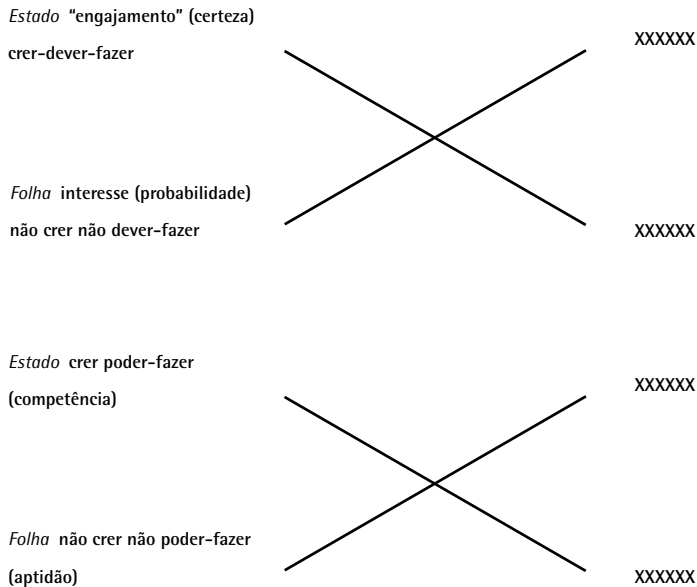 Estado "engajamento" (certeza)
XXXXXX
crer-dever-fazer
Folha interesse (probabilidade)
não crer não dever-fazer
XXXXXX
Estado crer poder-fazer
XXXXXX
(competência)
Folha não crer não poder-fazer
(aptidão)
XXXXXX